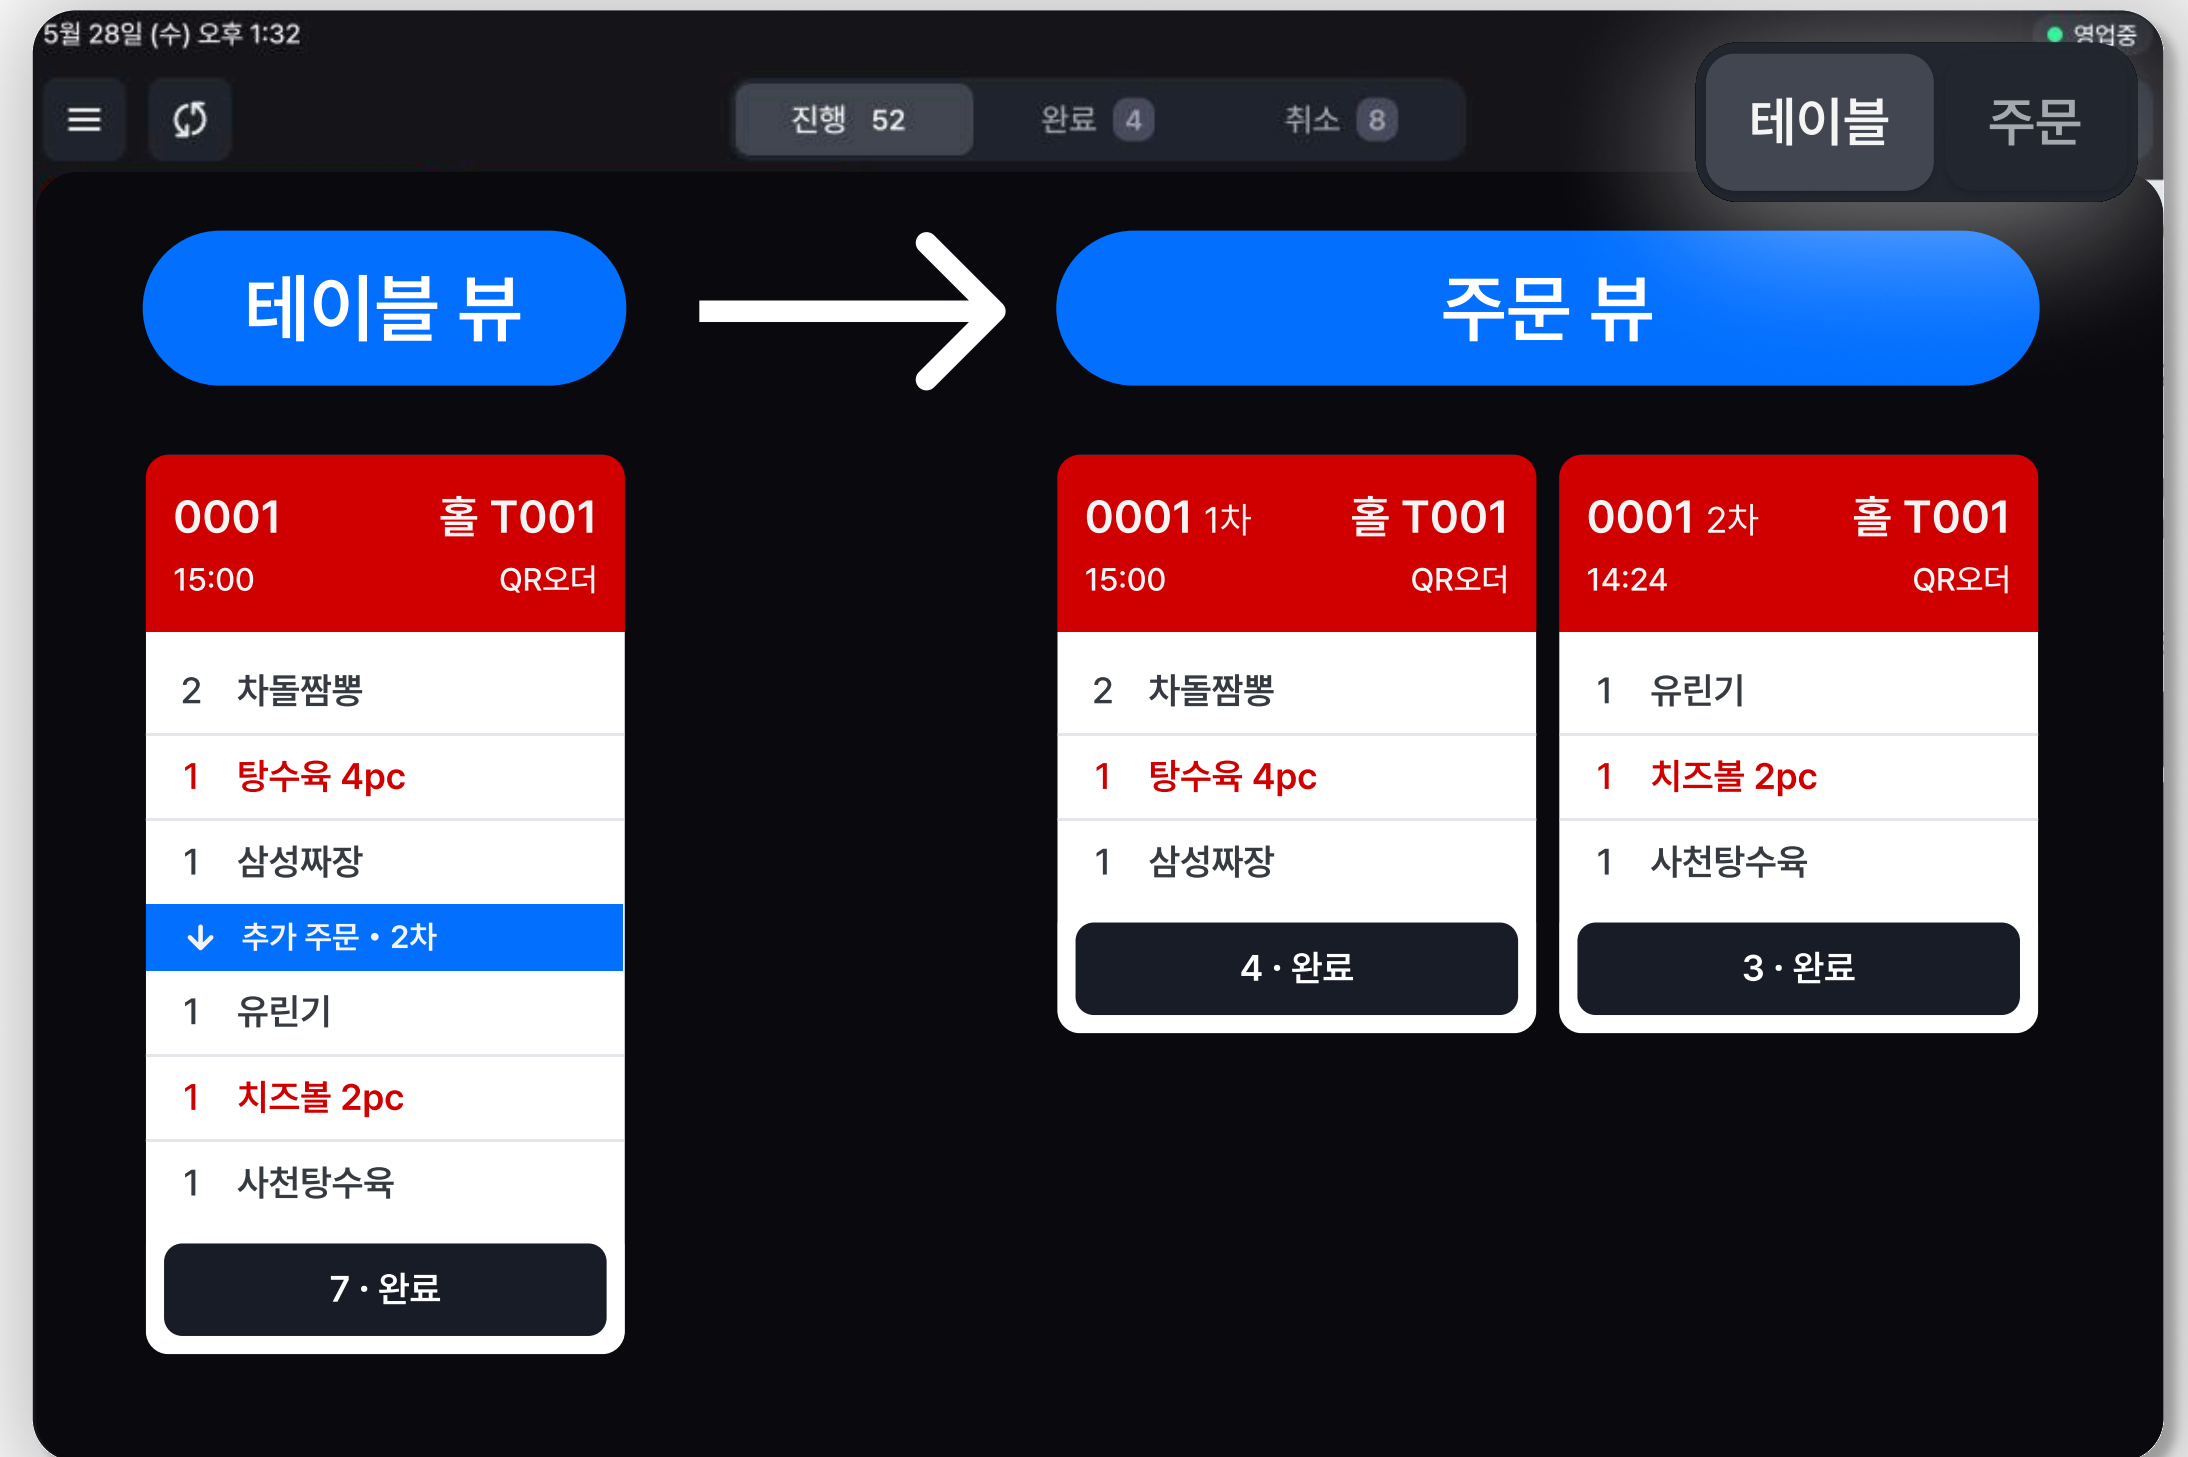 5월 28일 (수) 오후 1:32
영업중
진행 52
완료 4
취소 8
테이블
주문
테이블 뷰
주문 뷰
0001 홀 T001
15:00 QR오더
2 차돌짬뽕
1 탕수육 4pc
1 삼성짜장
추가 주문 • 2차
1 유린기
1 치즈볼 2pc
1 사천탕수육
7 · 완료
0001 1차 홀 T001
15:00 QR오더
2 차돌짬뽕
1 탕수육 4pc
1 삼성짜장
4 · 완료
0001 2차 홀 T001
14:24 QR오더
1 유린기
1 치즈볼 2pc
1 사천탕수육
3 · 완료